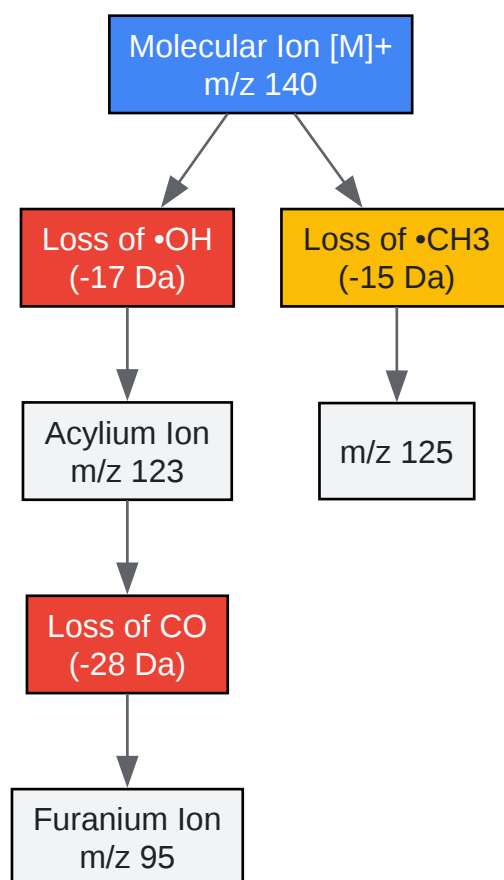 Molecular Ion [M]+
m/z 140
Loss of •OH
(-17 Da)
Loss of •CH3
(-15 Da)
Acylium Ion
m/z 123
m/z 125
Loss of CO
(-28 Da)
Furanium Ion
m/z 95